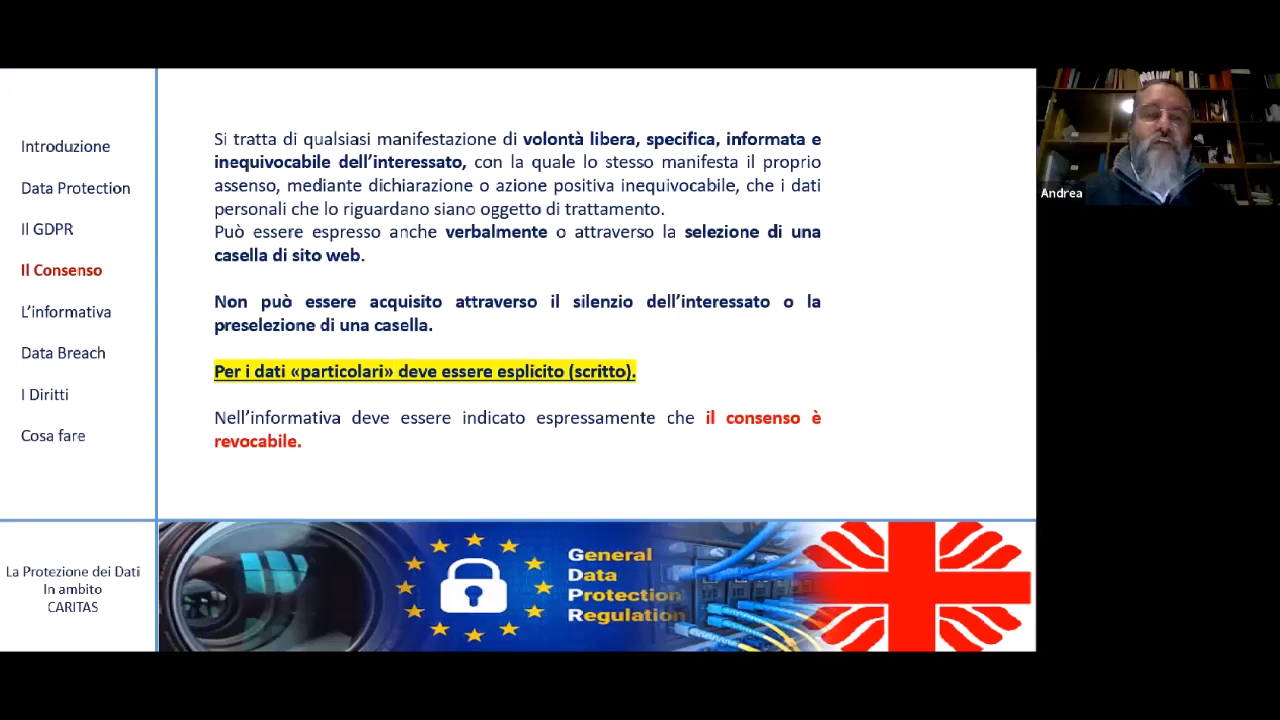 Introduzione
Data Protection
Il GDPR
Il Consenso
L'informativa
Data Breach
I Diritti
Cosa fare
La Protezione dei Dati
In ambito
CARITAS
Si tratta di qualsiasi manifestazione di volontà libera, specifica, informata e
inequivocabile dell'interessato, con la quale lo stesso manifesta il proprio
assenso, mediante dichiarazione o azione positiva inequivocabile, che i dati
personali che lo riguardano siano oggetto di trattamento.
Può essere espresso anche verbalmente o attraverso la selezione di una
casella di sito web.
Non può essere acquisito attraverso il silenzio dell'interessato o la
preselezione di una casella.
Per i dati «particolari» deve essere esplicito (scritto).
Nell'informativa deve essere indicato espressamente che il consenso è
revocabile.
General
Data
Protection
Regulation
Andrea